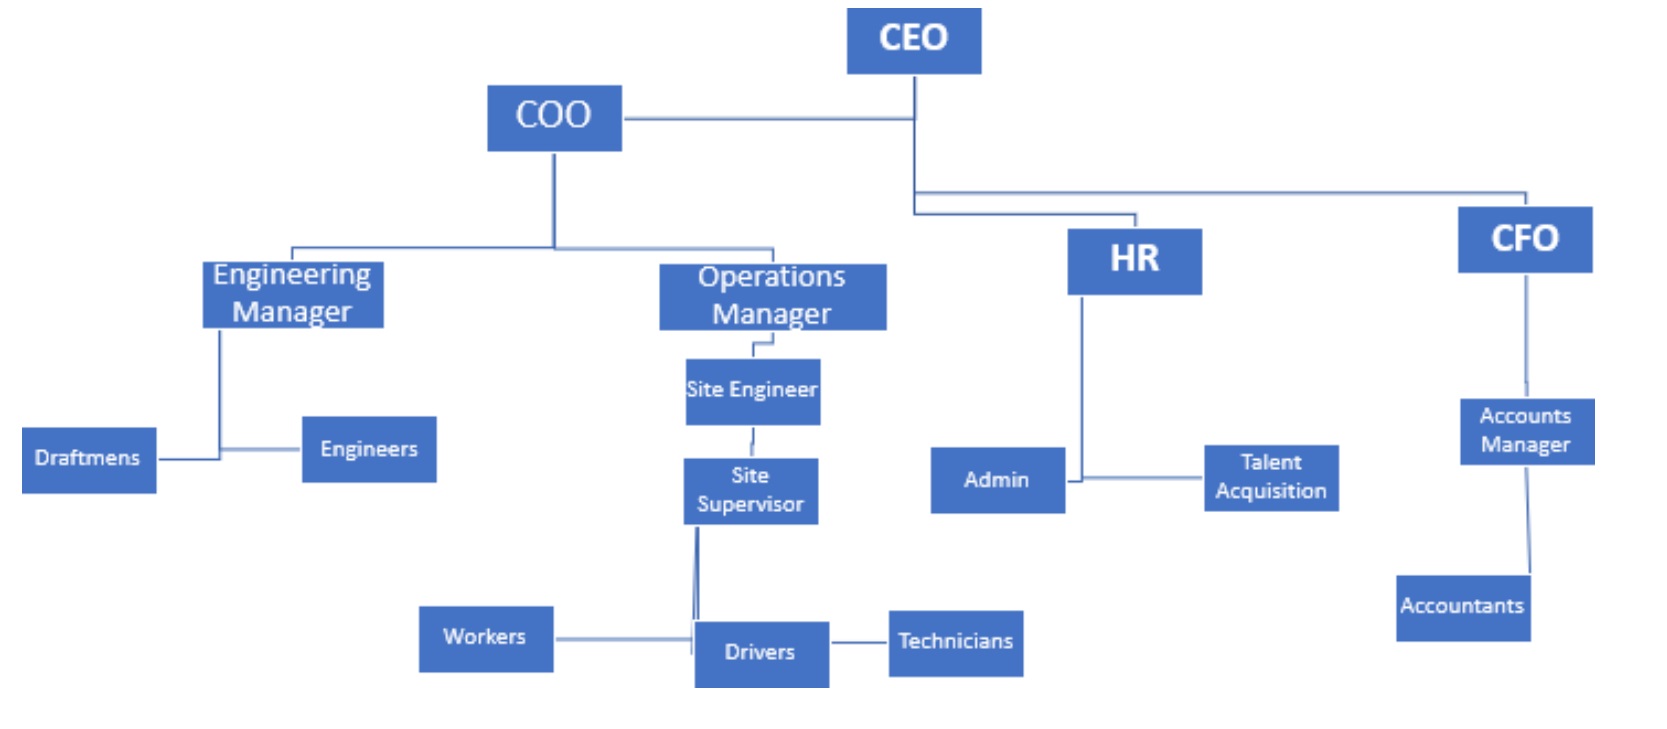 CEO
COO
CFO
HR
Engineering
Manager
Operations
Manager
Site Engineer
Accounts
Manager
Draftmens
Engineers
Site
Supervisor
Admin
Talent
Acquisition
Accountants
Workers
Drivers
Technicians